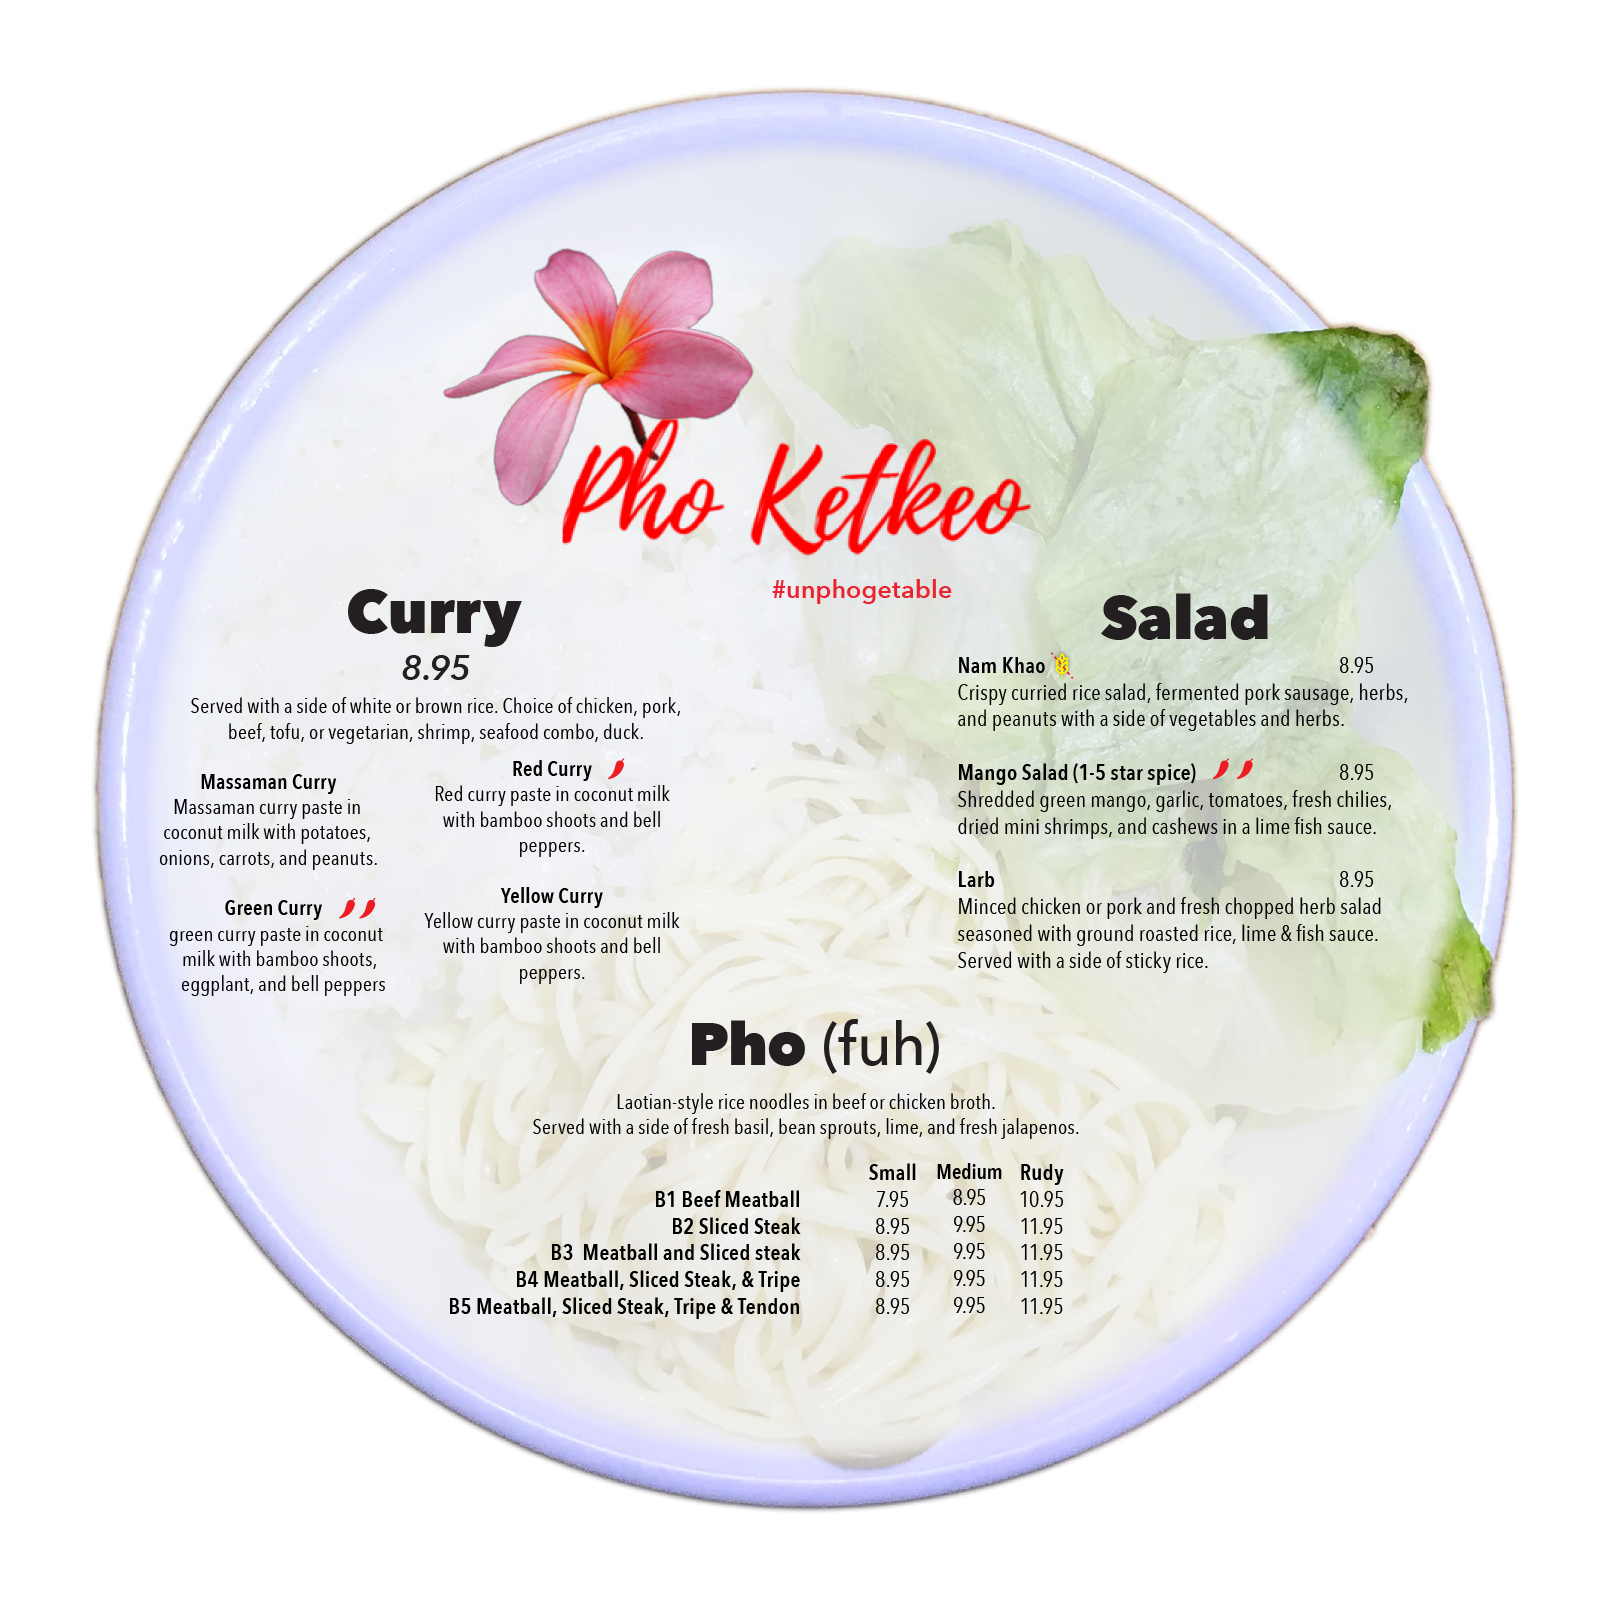 Pho Ketkeo
#unphogetable
Curry
8.95
Served with a side of white or brown rice. Choice of chicken, pork,
beef, tofu, or vegetarian, shrimp, seafood combo, duck.
Massaman Curry
Massaman curry paste in
coconut milk with potatoes,
onions, carrots, and peanuts.
Green Curry
green curry paste in coconut
milk with bamboo shoots,
eggplant, and bell peppers
Red Curry
Red curry paste in coconut milk
with bamboo shoots and bell
peppers.
Yellow Curry
Yellow curry paste in coconut milk
with bamboo shoots and bell
peppers.
Salad
Nam Khao 8.95
Crispy curried rice salad, fermented pork sausage, herbs,
and peanuts with a side of vegetables and herbs.
Mango Salad (1-5 star spice) 8.95
Shredded green mango, garlic, tomatoes, fresh chilies,
dried mini shrimps, and cashews in a lime fish sauce.
Larb 8.95
Minced chicken or pork and fresh chopped herb salad
seasoned with ground roasted rice, lime & fish sauce.
Served with a side of sticky rice.
Pho (fuh)
Laotian-style rice noodles in beef or chicken broth.
Served with a side of fresh basil, bean sprouts, lime, and fresh jalapenos.
Small Medium Rudy
B1 Beef Meatball 7.95 8.95 10.95
B2 Sliced Steak 8.95 9.95 11.95
B3 Meatball and Sliced steak 8.95 9.95 11.95
B4 Meatball, Sliced Steak, & Tripe 8.95 9.95 11.95
B5 Meatball, Sliced Steak, Tripe & Tendon 8.95 9.95 11.95